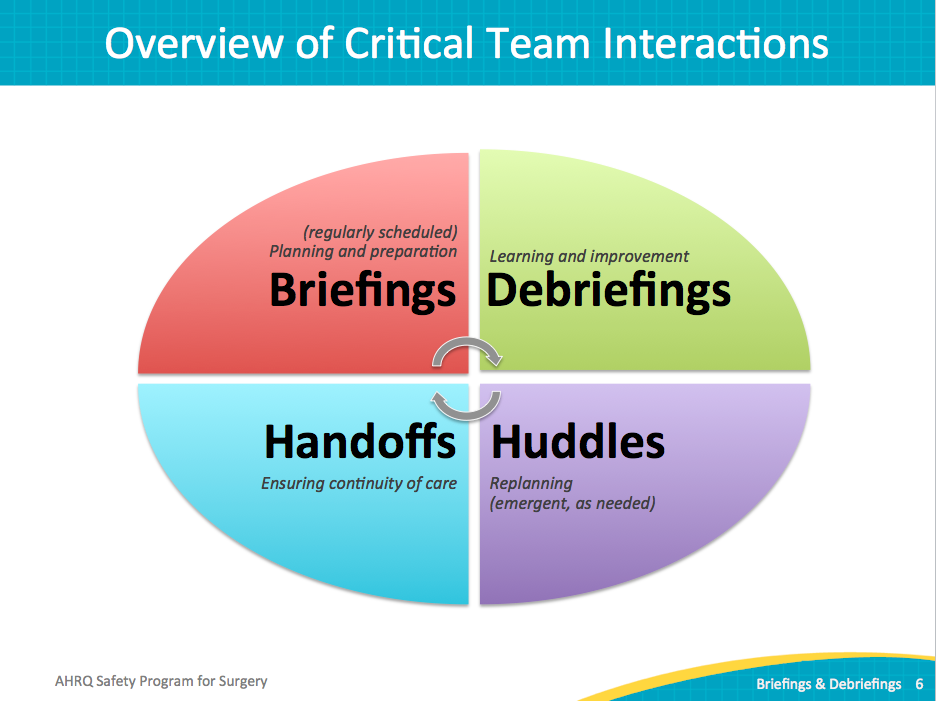 Overview of Critical Team Interactions
(regularly scheduled)
Planning and preparation
Briefings
Learning and improvement
Debriefings
Handoffs
Ensuring continuity of care
Huddles
Replanning
(emergent, as needed)
AHRQ Safety Program for Surgery
Briefings & Debriefings 6